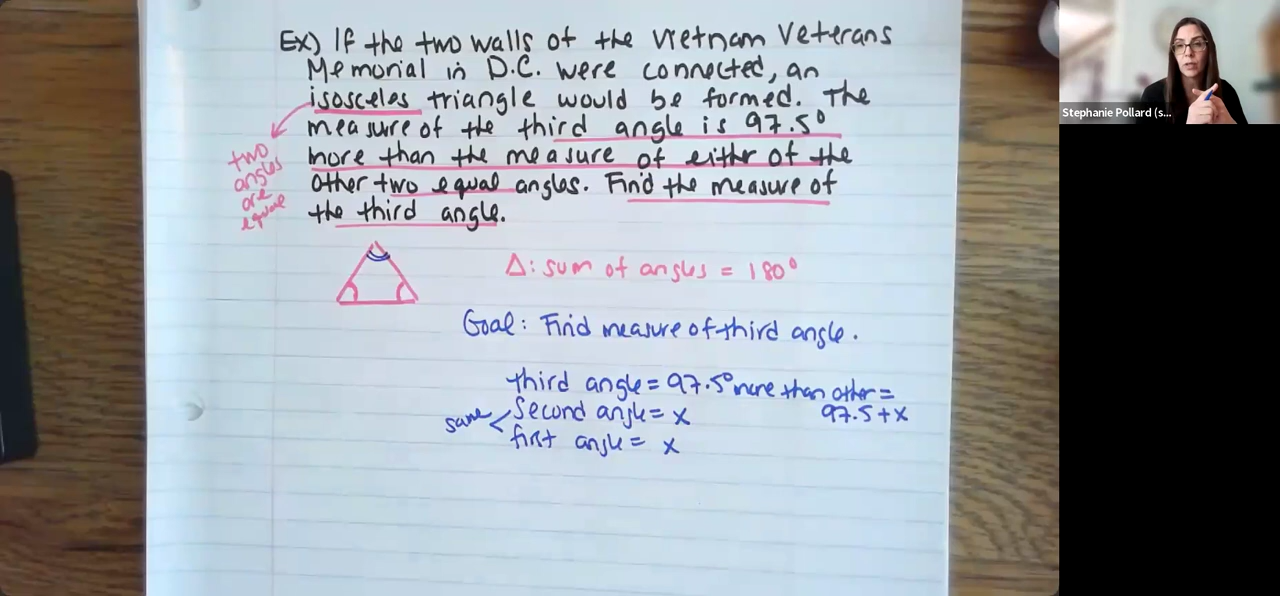 Ex) If the two walls of the Vietnam Veterans
Memorial in D.C. were connected, an
isosceles triangle would be formed. The
measure of the third angle is 97.5°
more than the measure of either of the
other two equal angles. Find the measure of
the third angle.
two
angles
are
equal
Δ: sum of angles = 180°
Goal: Find measure of third angle.
third angle = 97.5° more than other =
97.5 + x
same < second angle = x
first angle = x
Stephanie Pollard (s...